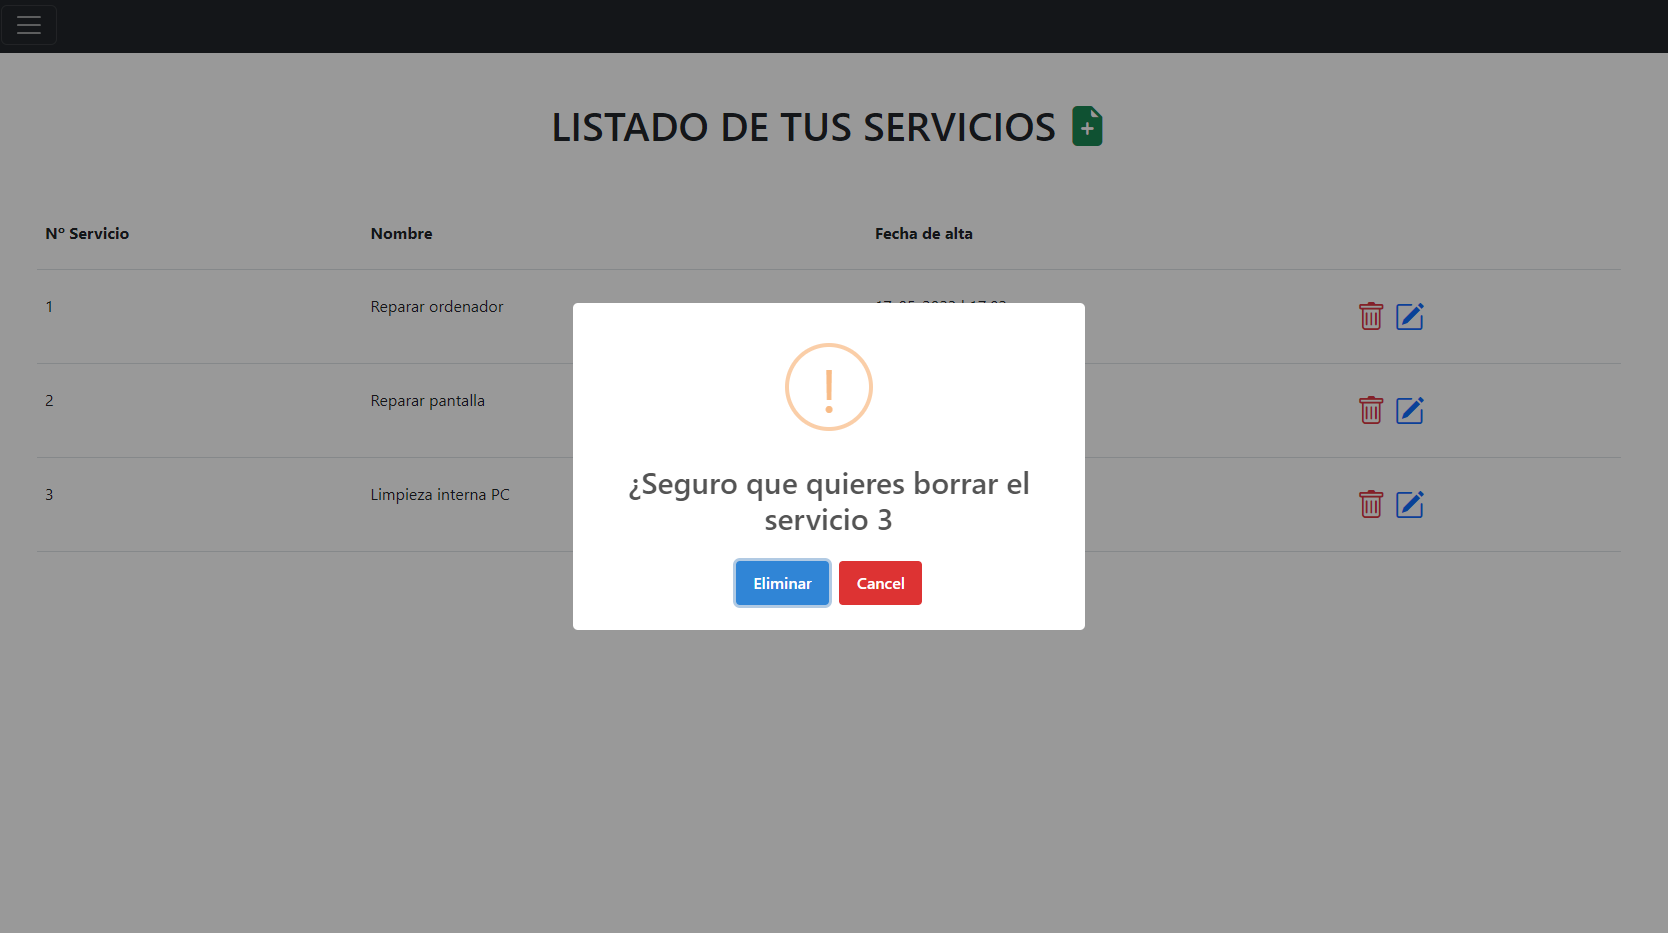 LISTADO DE TUS SERVICIOS
Nº Servicio Nombre Fecha de alta
1 Reparar ordenador
2 Reparar pantalla
3 Limpieza interna PC
!
¿Seguro que quieres borrar el
servicio 3
Eliminar Cancel